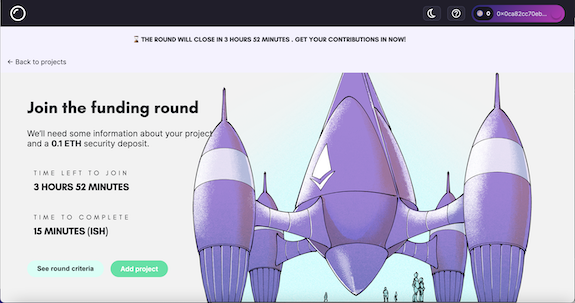 0
0x0ca82cc70eb...
⌛ THE ROUND WILL CLOSE IN 3 HOURS 52 MINUTES . GET YOUR CONTRIBUTIONS IN NOW!
← Back to projects
Join the funding round
We'll need some information about your project
and a 0.1 ETH security deposit.
TIME LEFT TO JOIN
3 HOURS 52 MINUTES
TIME TO COMPLETE
15 MINUTES (ISH)
See round criteria
Add project